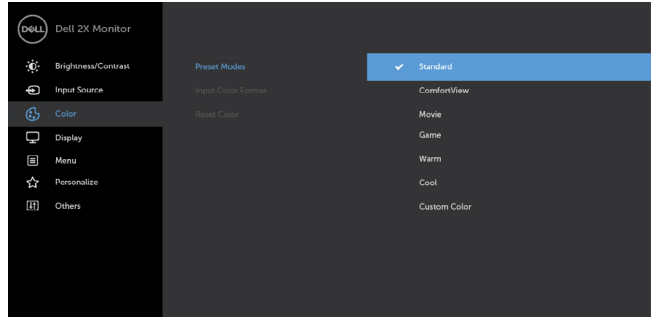 DELL Dell 2X Monitor
Brightness/Contrast Preset Modes Standard
Input Source Input Color Format ComfortView
Color Reset Color Movie
Display Game
Menu Warm
Personalize Cool
Others Custom Color